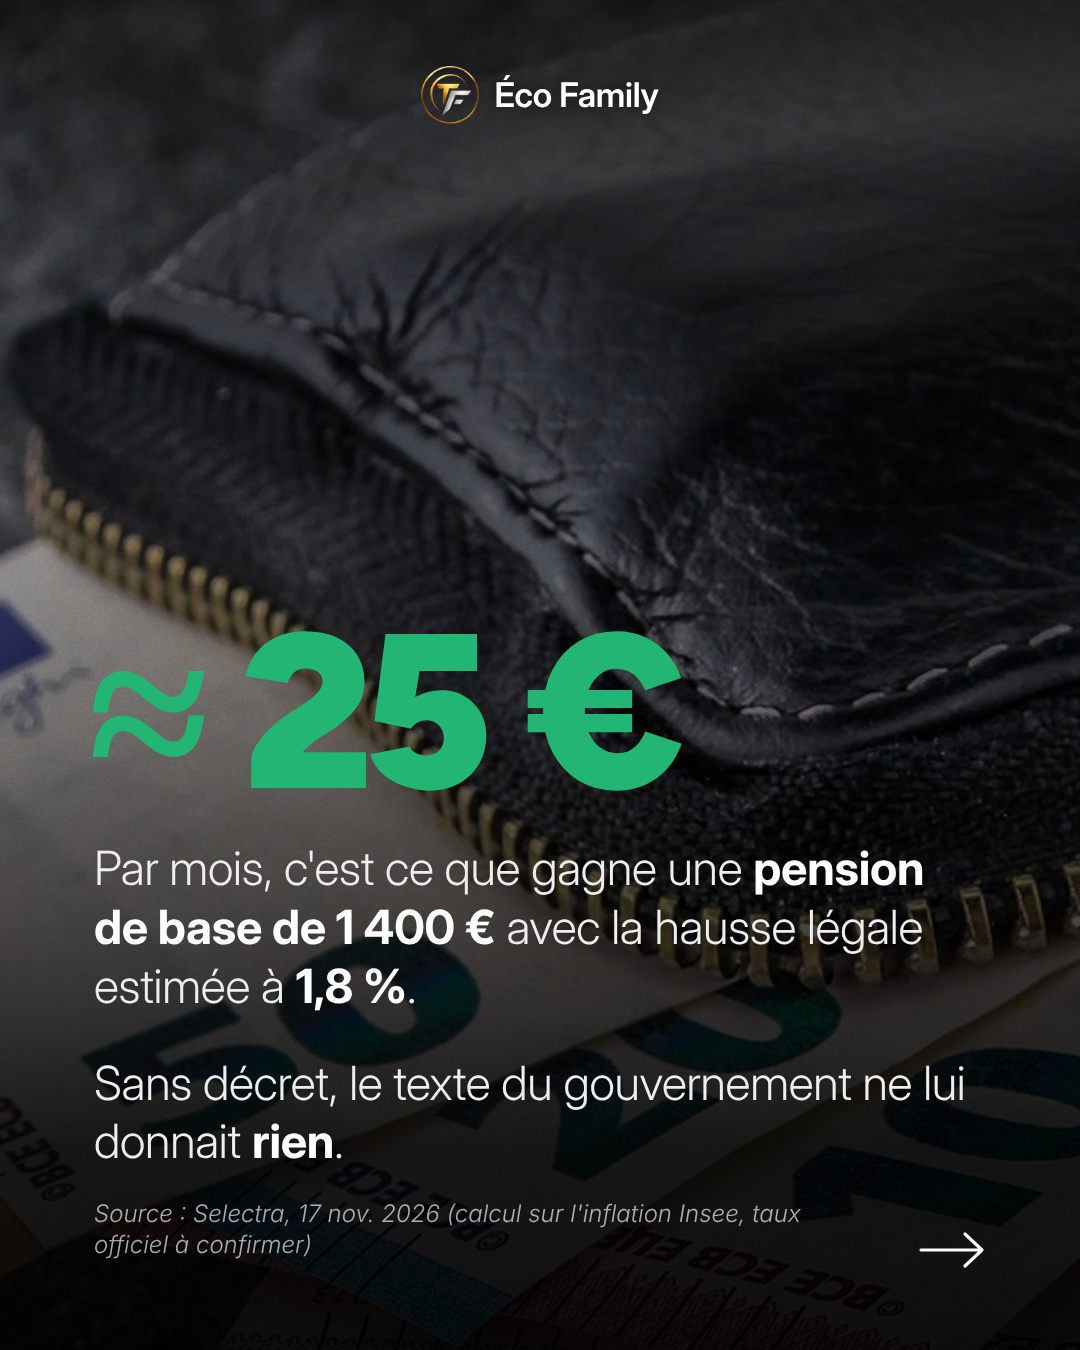 TF Éco Family
≈ 25 €
Par mois, c'est ce que gagne une pension
de base de 1 400 € avec la hausse légale
estimée à 1,8 %.
Sans décret, le texte du gouvernement ne lui
donnait rien.
Source : Selectra, 17 nov. 2026 (calcul sur l'inflation Insee, taux
officiel à confirmer)